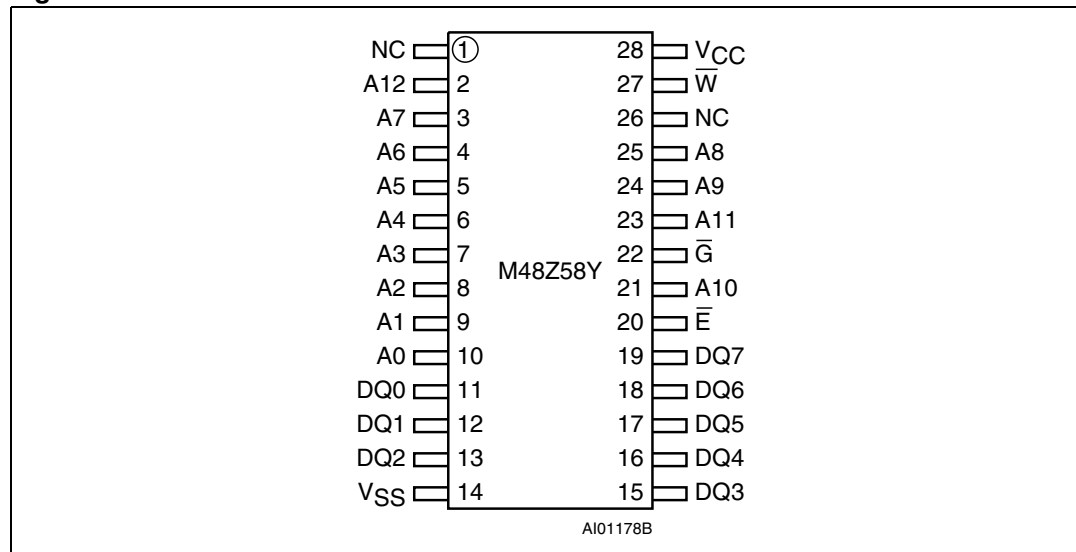 NC 1 28 VCC
A12 2 27 W̅
A7 3 26 NC
A6 4 25 A8
A5 5 24 A9
A4 6 23 A11
A3 7 22 G̅
M48Z58Y
A2 8 21 A10
A1 9 20 E̅
A0 10 19 DQ7
DQ0 11 18 DQ6
DQ1 12 17 DQ5
DQ2 13 16 DQ4
VSS 14 15 DQ3
AI01178B